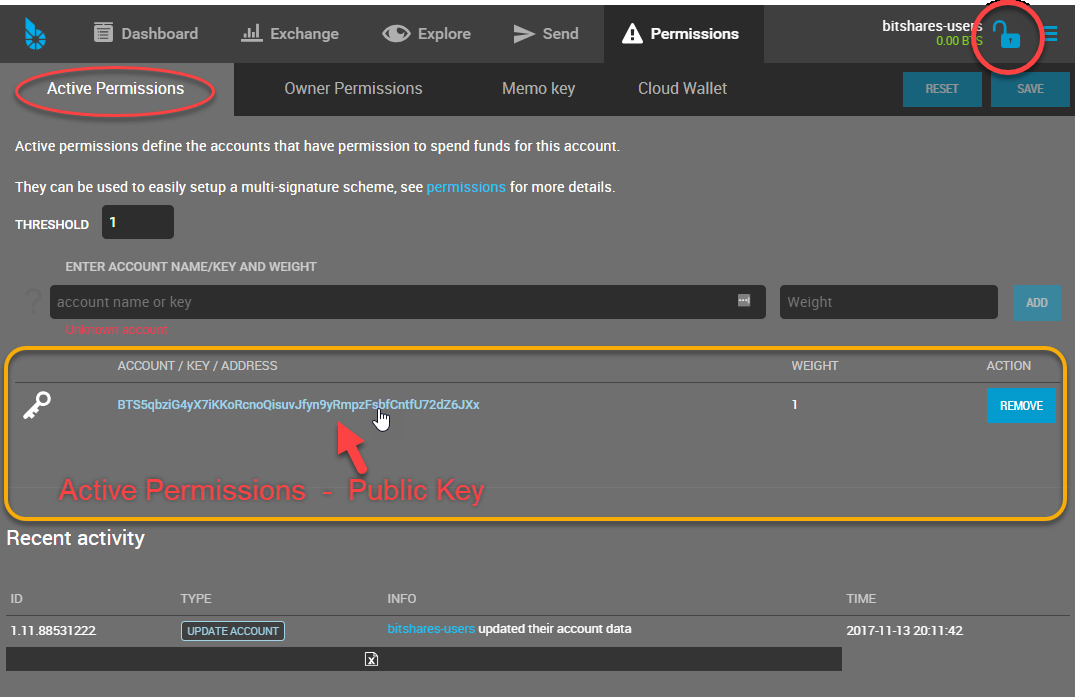 Dashboard Exchange Explore Send Permissions bitshares-users
0.00 BTS
Active Permissions Owner Permissions Memo key Cloud Wallet RESET SAVE
Active permissions define the accounts that have permission to spend funds for this account.
They can be used to easily setup a multi-signature scheme, see permissions for more details.
THRESHOLD 1
ENTER ACCOUNT NAME/KEY AND WEIGHT
? account name or key Weight ADD
Unknown account
ACCOUNT / KEY / ADDRESS WEIGHT ACTION
BTS5qbziG4yX7iKKoRcnoQisuvJfyn9yRmpzFsbfCntfU72dZ6JXx 1 REMOVE
Active Permissions - Public Key
Recent activity
ID TYPE INFO TIME
1.11.88531222 UPDATE ACCOUNT bitshares-users updated their account data 2017-11-13 20:11:42